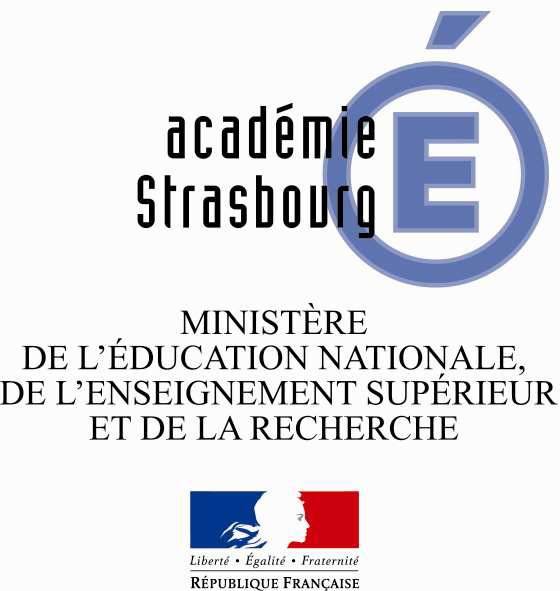 académie
Strasbourg
É
MINISTÈRE
DE L’ÉDUCATION NATIONALE,
DE L’ENSEIGNEMENT SUPÉRIEUR
ET DE LA RECHERCHE
Liberté • Égalité • Fraternité
RÉPUBLIQUE FRANÇAISE